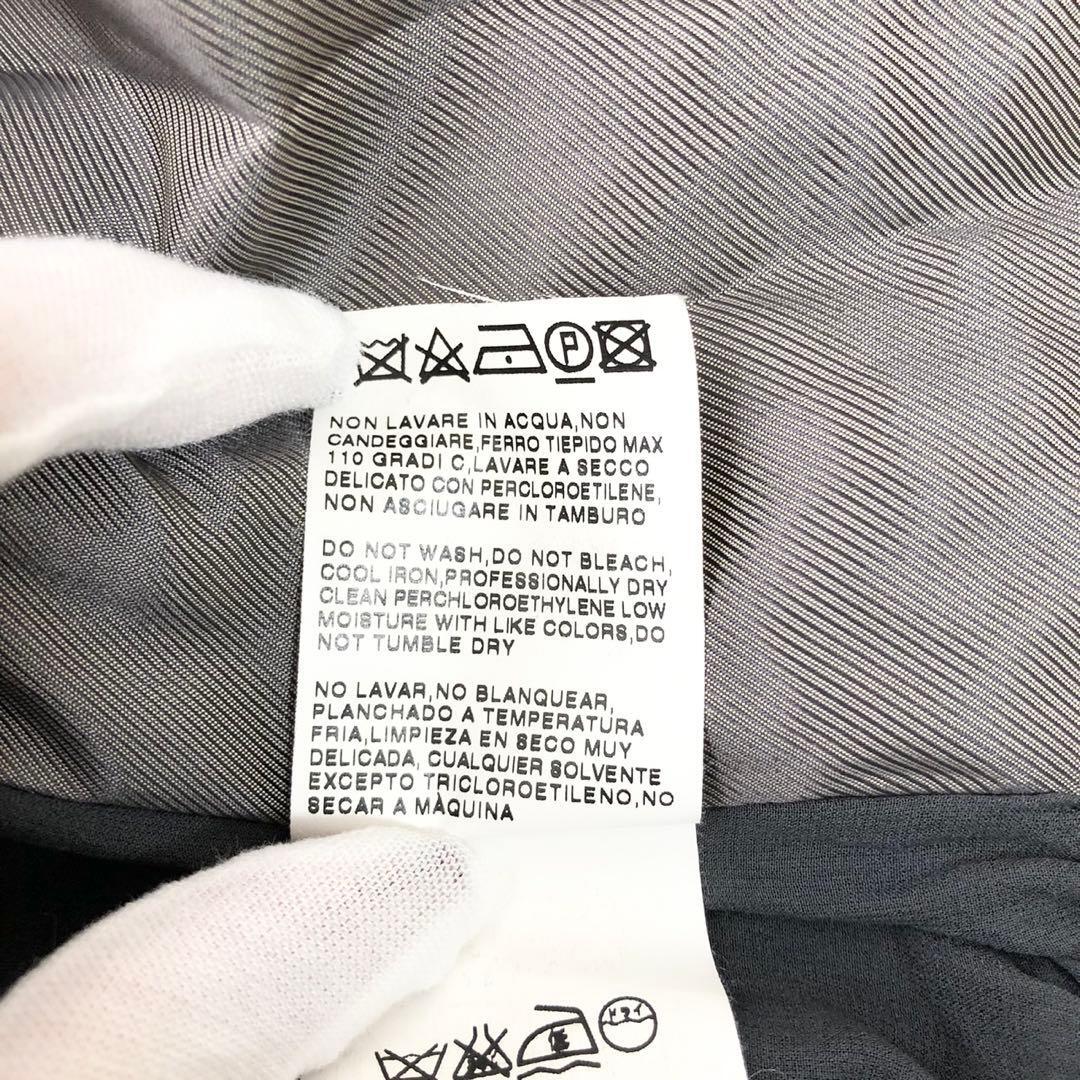 P
NON LAVARE IN ACQUA,NON
CANDEGGIARE,FERRO TIEPIDO MAX
110 GRADI C,LAVARE A SECCO
DELICATO CON PERCLOROETILENE,
NON ASCIUGARE IN TAMBURO
DO NOT WASH,DO NOT BLEACH,
COOL IRON,PROFESSIONALLY DRY
CLEAN PERCHLOROETHYLENE LOW
MOISTURE WITH LIKE COLORS,DO
NOT TUMBLE DRY
NO LAVAR,NO BLANQUEAR,
PLANCHADO A TEMPERATURA
FRIA,LIMPIEZA EN SECO MUY
DELICADA, CUALQUIER SOLVENTE
EXCEPTO TRICLOROETILENO,NO
SECAR A MÀQUINA
ドライ